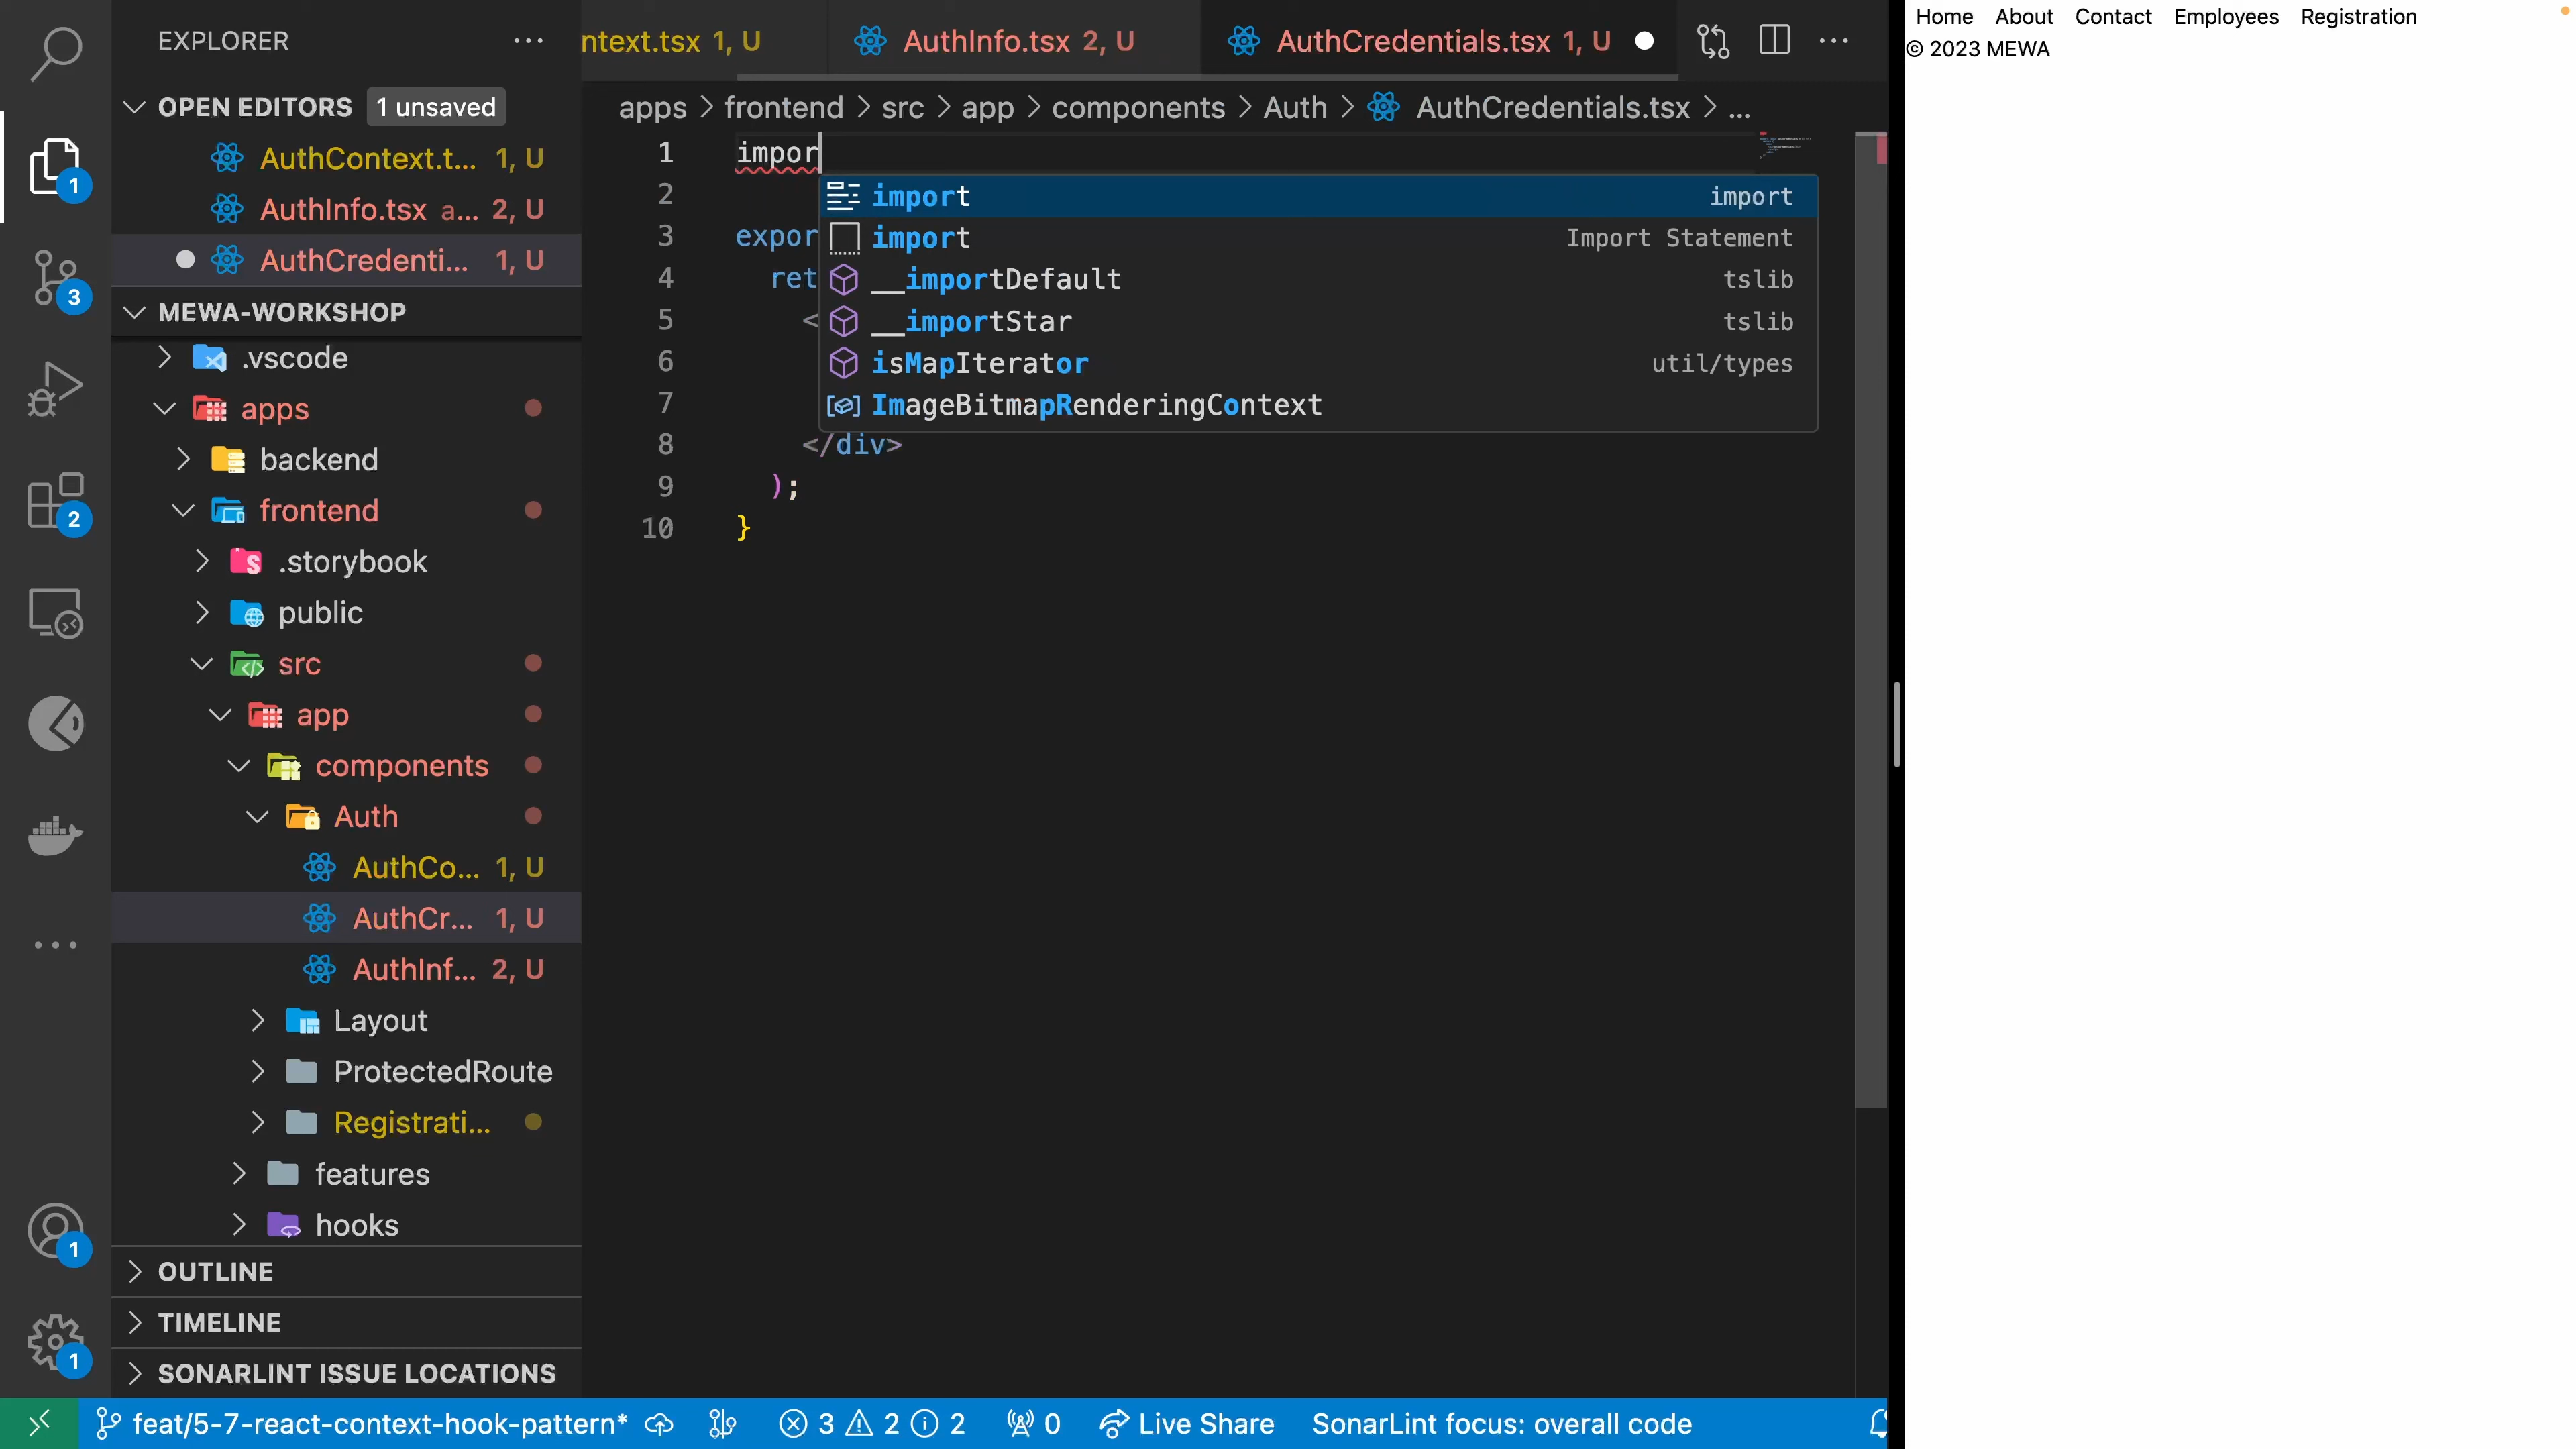 EXPLORER
OPEN EDITORS 1 unsaved
AuthContext.t... 1, U
AuthInfo.tsx a... 2, U
AuthCredenti... 1, U
MEWA-WORKSHOP
.vscode
apps
backend
frontend
.storybook
public
src
app
components
Auth
AuthCo... 1, U
AuthCr... 1, U
AuthInf... 2, U
Layout
ProtectedRoute
Registrati...
features
hooks
OUTLINE
TIMELINE
SONARLINT ISSUE LOCATIONS
1
3
2
1
1
ntext.tsx 1, U
AuthInfo.tsx 2, U
AuthCredentials.tsx 1, U
apps > frontend > src > app > components > Auth > AuthCredentials.tsx > ...
1 impor
2
3 expor
4 ret
5 <
6
7
8 </div>
9 );
10 }
import import
import Import Statement
__importDefault tslib
__importStar tslib
isMapIterator util/types
ImageBitmapRenderingContext
feat/5-7-react-context-hook-pattern* 3 2 2 0 Live Share SonarLint focus: overall code
Home About Contact Employees Registration
© 2023 MEWA